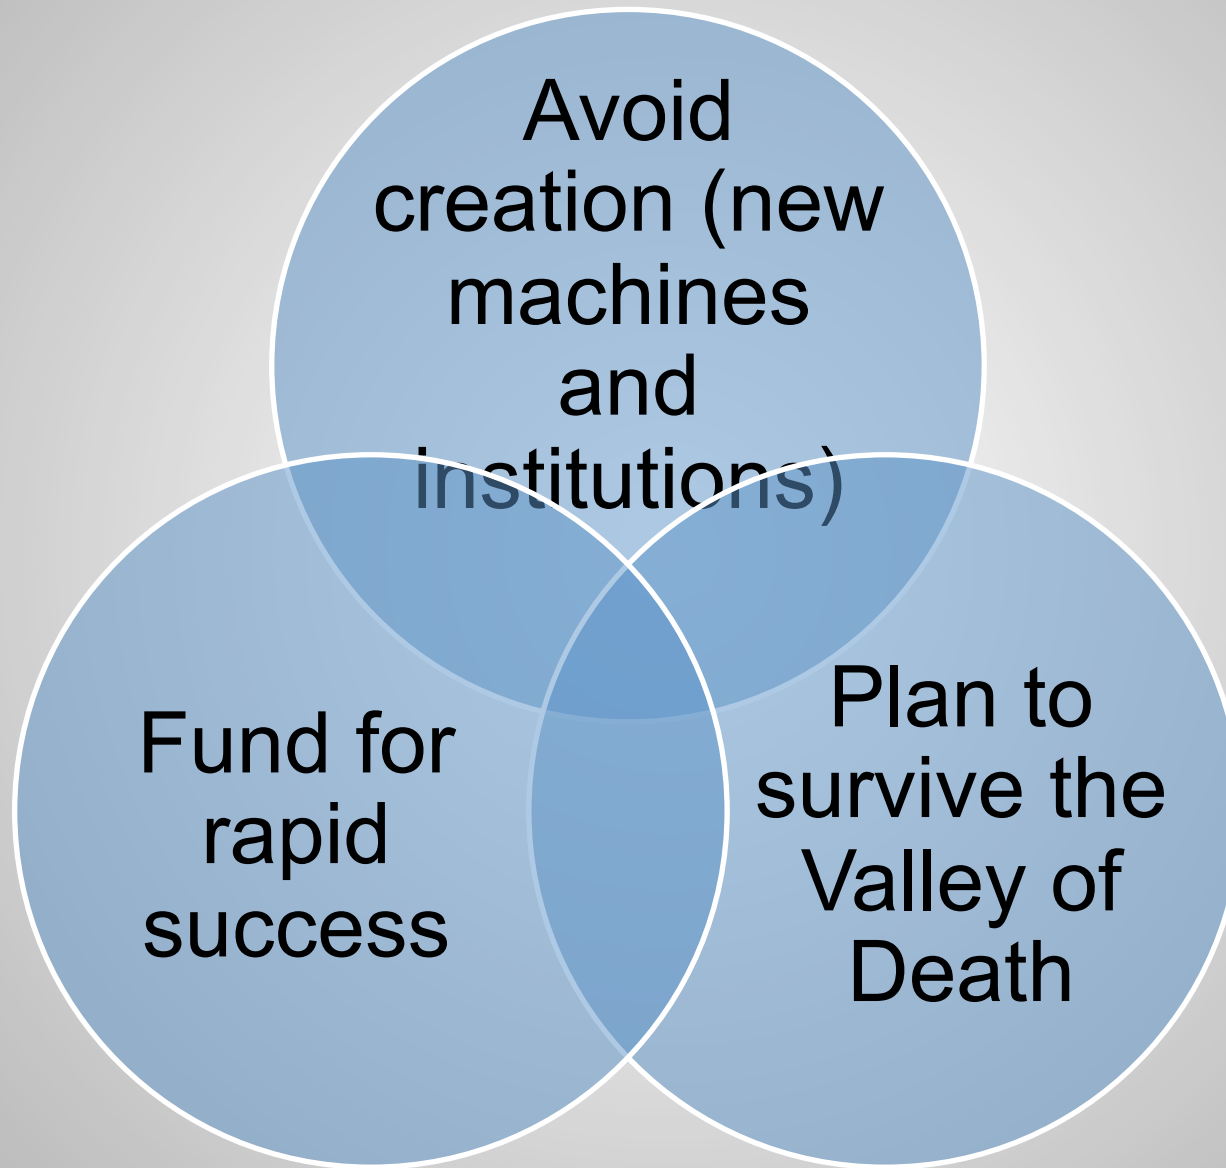 Avoid
creation (new
machines
and
institutions)
Fund for
rapid
success
Plan to
survive the
Valley of
Death